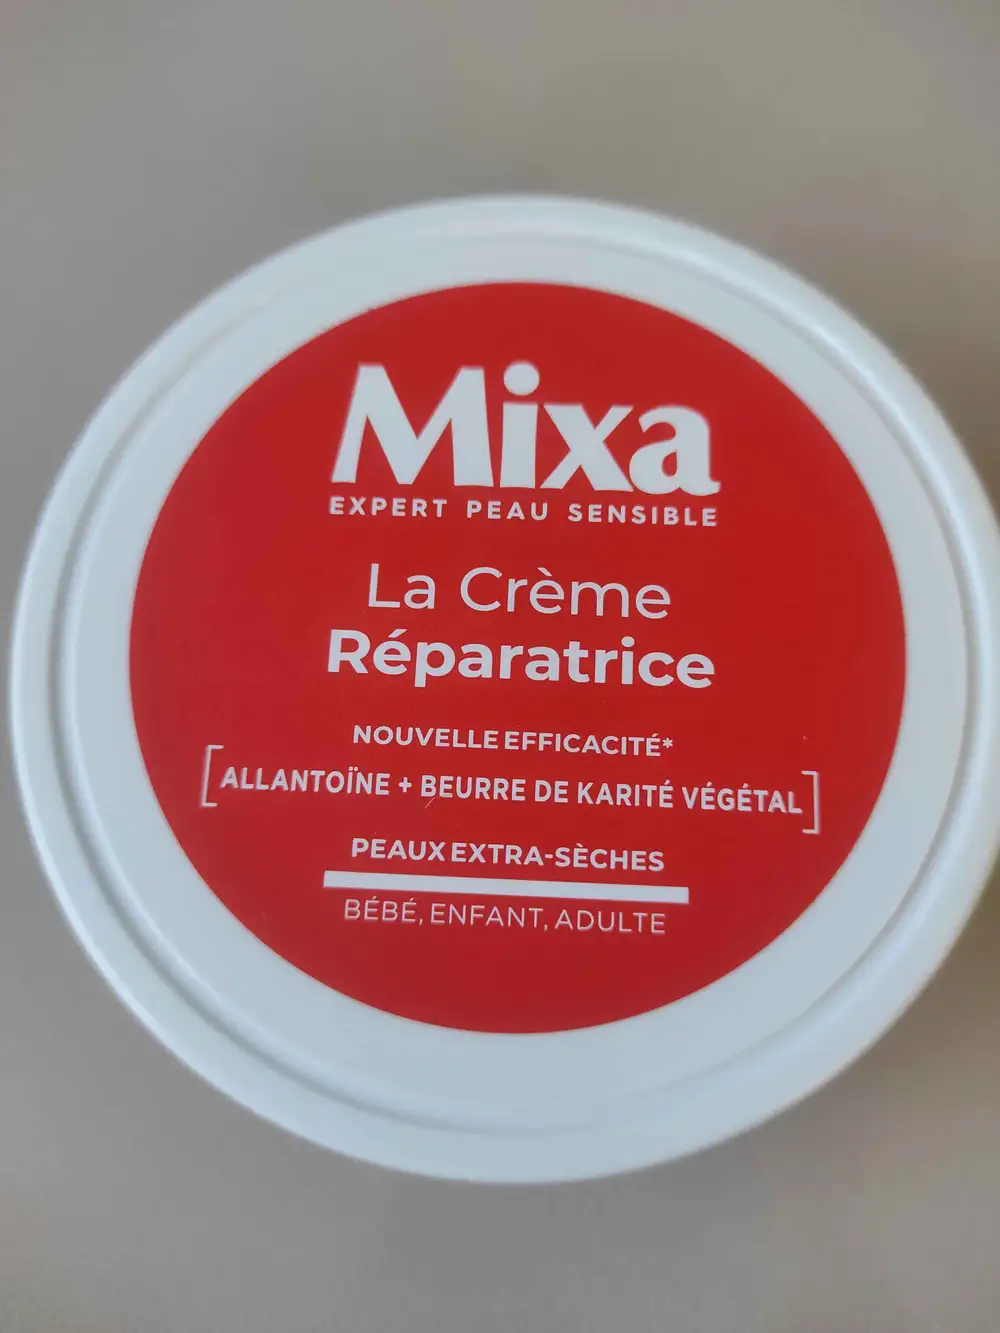 Mixa
EXPERT PEAU SENSIBLE
La Crème
Réparatrice
NOUVELLE EFFICACITÉ*
[ALLANTOÏNE + BEURRE DE KARITÉ VÉGÉTAL]
PEAUX EXTRA-SÈCHES
BÉBÉ, ENFANT, ADULTE